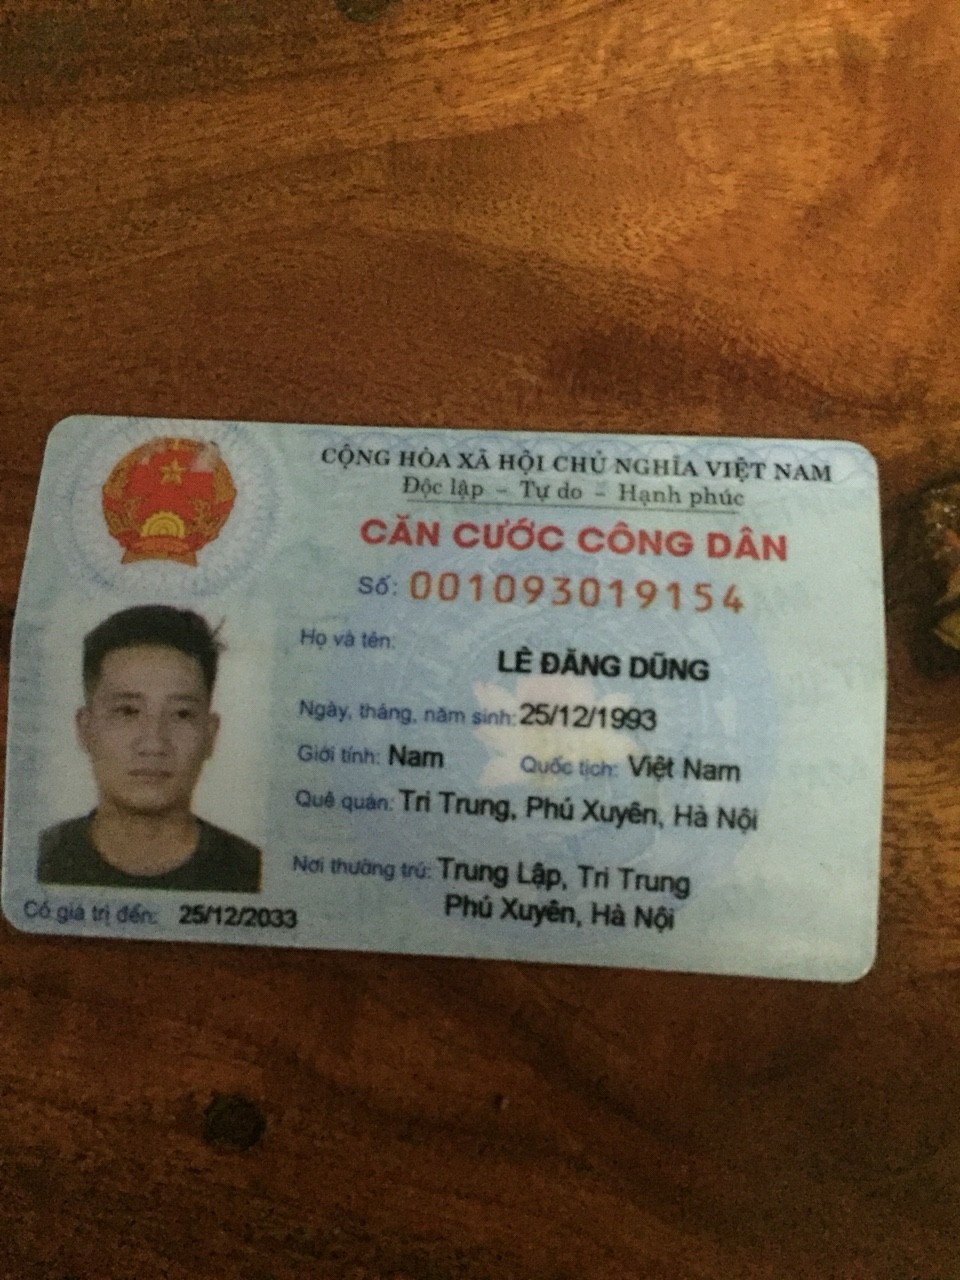 CỘNG HÒA XÃ HỘI CHỦ NGHĨA VIỆT NAM
Độc lập – Tự do – Hạnh phúc
CĂN CƯỚC CÔNG DÂN
Số: 001093019154
Họ và tên:
LÊ ĐĂNG DŨNG
Ngày, tháng, năm sinh: 25/12/1993
Giới tính: Nam Quốc tịch: Việt Nam
Quê quán: Tri Trung, Phú Xuyên, Hà Nội
Nơi thường trú: Trung Lập, Tri Trung
Phú Xuyên, Hà Nội
Có giá trị đến: 25/12/2033